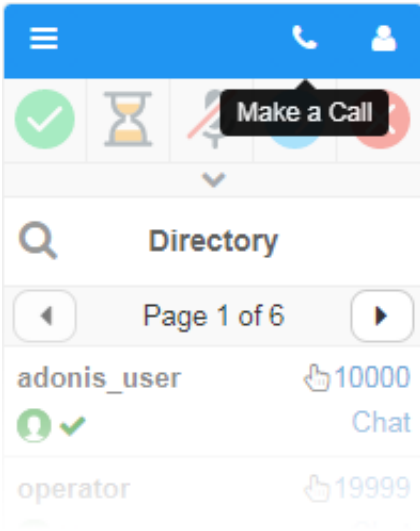 Make a Call
Directory
Page 1 of 6
adonis_user 10000
Chat
operator 19999